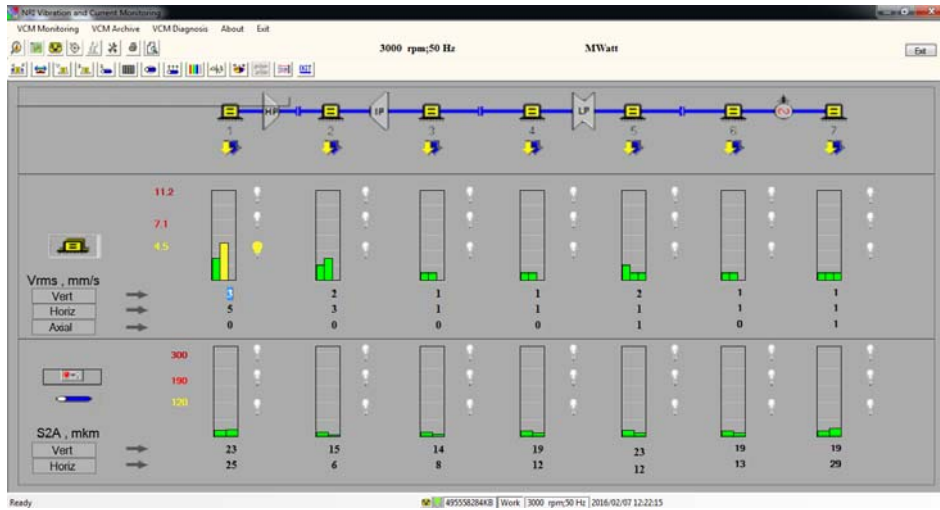 NRI Vibration and Current Monitoring
VCM Monitoring VCM Archive VCM Diagnosis About Exit
3000 rpm;50 Hz MWatt Exit
HP IP LP
1 2 3 4 5 6 7
11.2
7.1
4.5
Vrms , mm/s
Vert 3 2 1 1 2 1 1
Horiz 5 3 1 1 1 1 1
Axial 0 0 0 0 1 0 1
300
190
120
S2A , mkm
Vert 23 15 14 19 23 19 19
Horiz 25 6 8 12 12 13 29
Ready 495558284KB Work 3000 rpm;50 Hz 2016/02/07 12:22:15